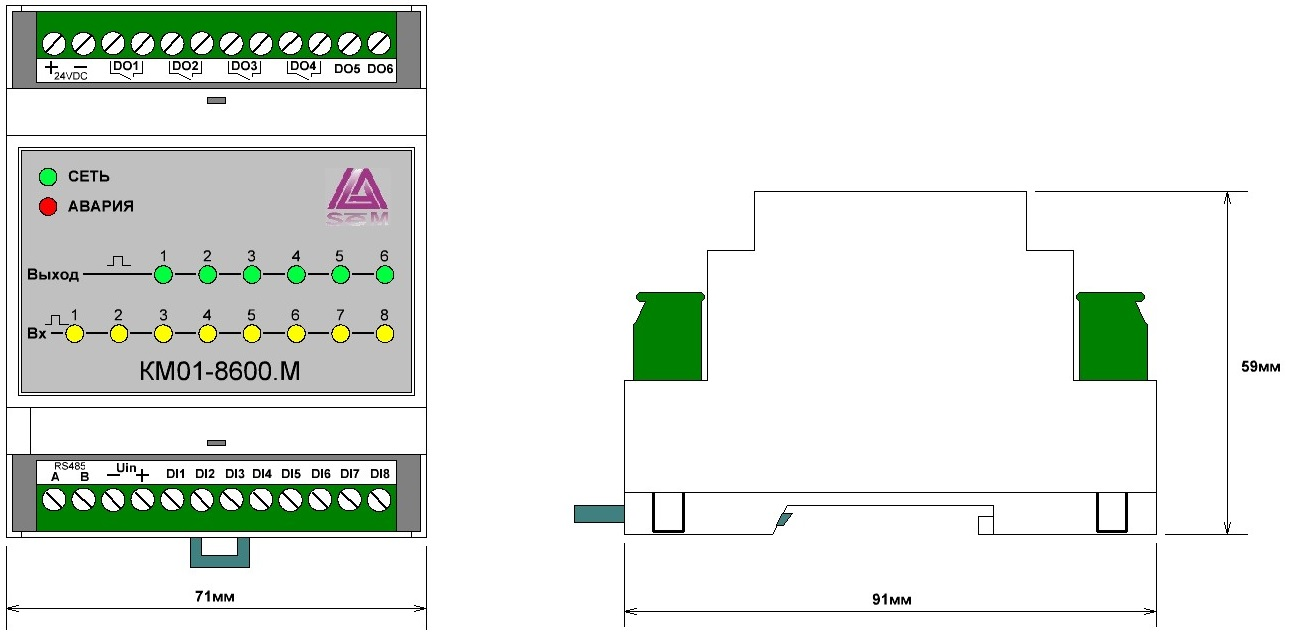 + − DO1 DO2 DO3 DO4 DO5 DO6
24VDC
СЕТЬ
АВАРИЯ
SAM
1 2 3 4 5 6
Выход
1 2 3 4 5 6 7 8
Вх
КМ01-8600.М
RS485 Uin
A B − + DI1 DI2 DI3 DI4 DI5 DI6 DI7 DI8
71мм
59мм
91мм